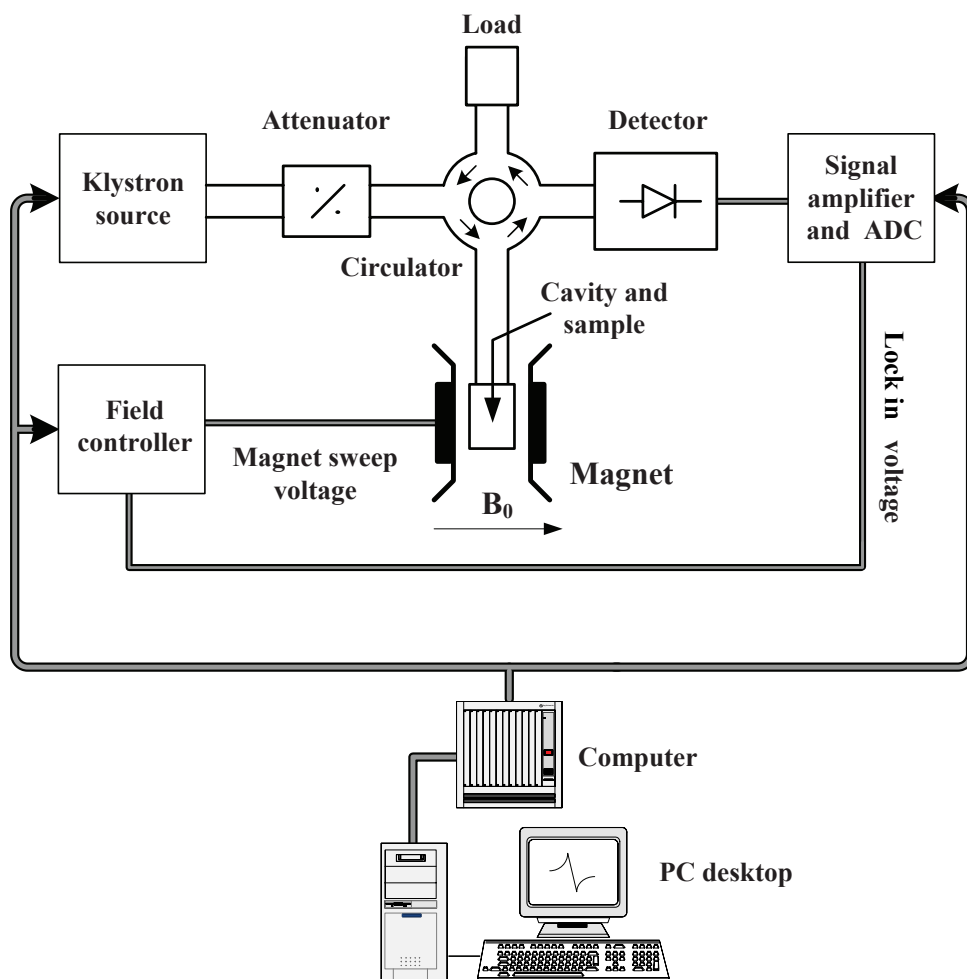 Load
Attenuator
Detector
Klystron
source
Signal
amplifier
and ADC
Circulator
Cavity and
sample
Lock in voltage
Field
controller
Magnet sweep
voltage
Magnet
B₀
Computer
PC desktop